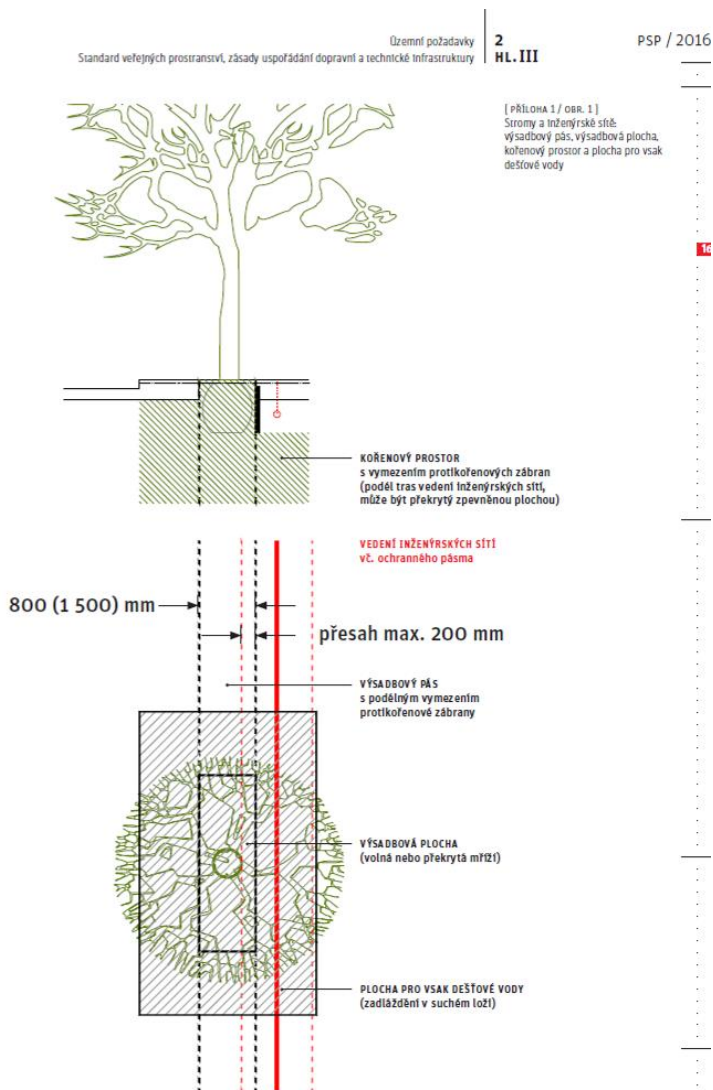 Územní požadavky
Standard veřejných prostranství, zásady uspořádání dopravní a technické infrastruktury
2
HL.III
PSP / 2016
[ PŘÍLOHA 1 / OBR. 1 ]
Stromy a inženýrské sítě:
výsadbový pás, výsadbová plocha,
kořenový prostor a plocha pro vsak
dešťové vody
16
KOŘENOVÝ PROSTOR
s vymezením protikořenových zábran
(podél tras vedení inženýrských sítí,
může být překrytý zpevněnou plochou)
VEDENÍ INŽENÝRSKÝCH SÍTÍ
vč. ochranného pásma
800 (1 500) mm
přesah max. 200 mm
VÝSADBOVÝ PÁS
s podélným vymezením
protikořenové zábrany
VÝSADBOVÁ PLOCHA
(volná nebo překrytá mříží)
PLOCHA PRO VSAK DEŠŤOVÉ VODY
(zadláždění v suchém loži)